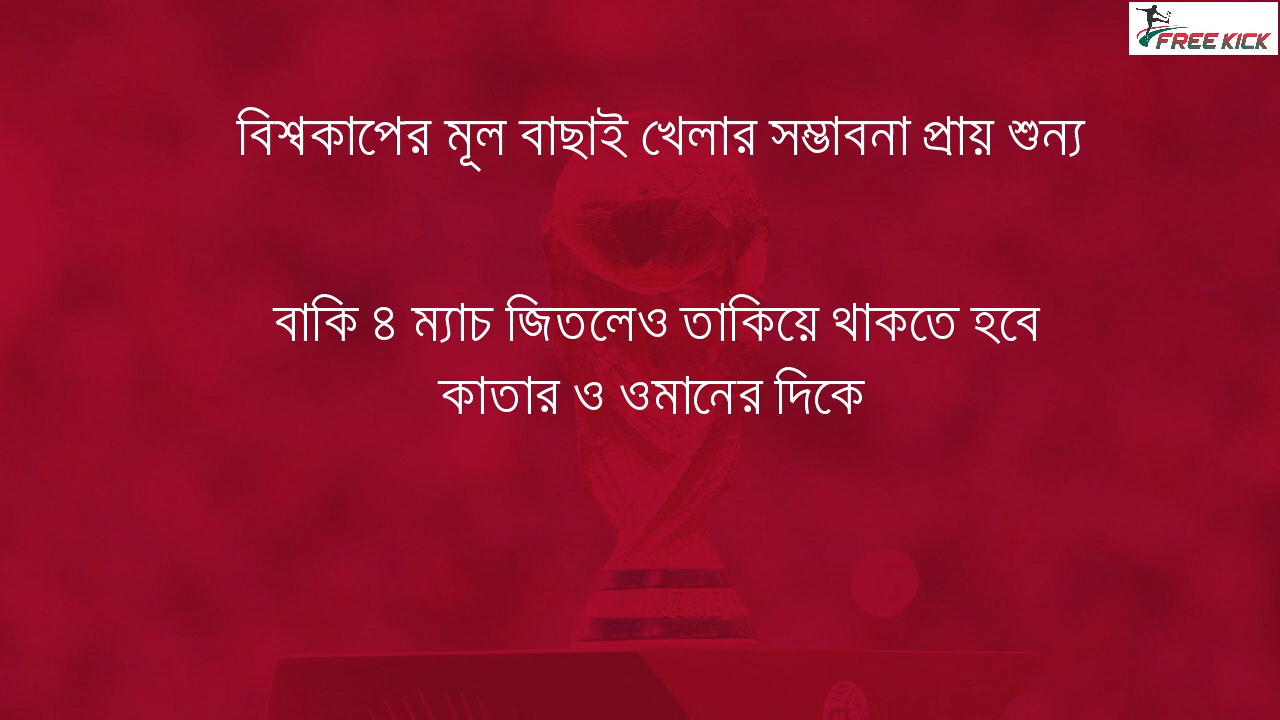 FREE KICK
বিশ্বকাপের মূল বাছাই খেলার সম্ভাবনা প্রায় শুন্য
বাকি ৪ ম্যাচ জিতলেও তাকিয়ে থাকতে হবে
কাতার ও ওমানের দিকে